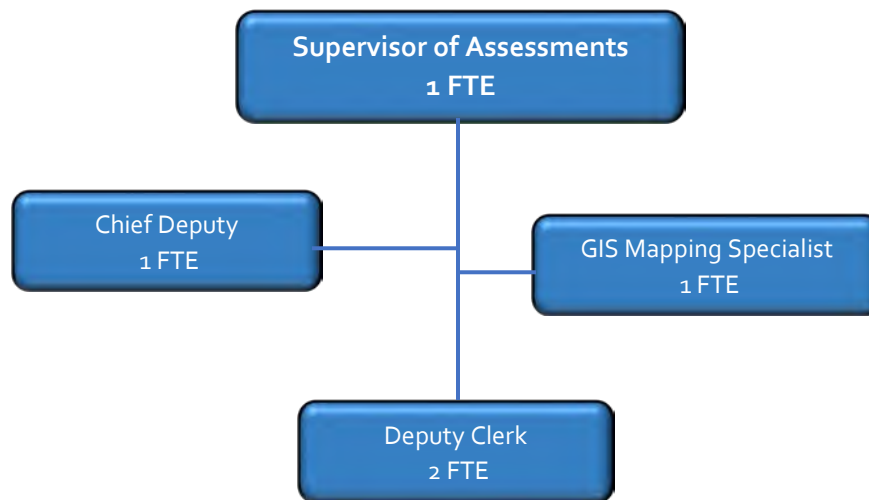 Supervisor of Assessments
1 FTE
Chief Deputy
1 FTE
GIS Mapping Specialist
1 FTE
Deputy Clerk
2 FTE